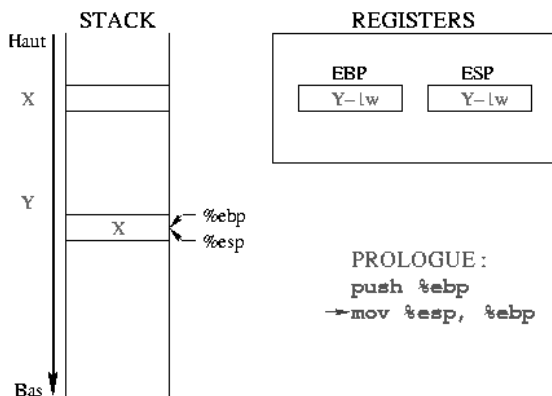 STACK
REGISTERS
Haut
EBP ESP
X
Y-1w Y-1w
Y
%ebp
X
%esp
PROLOGUE:
push %ebp
mov %esp, %ebp
Bas